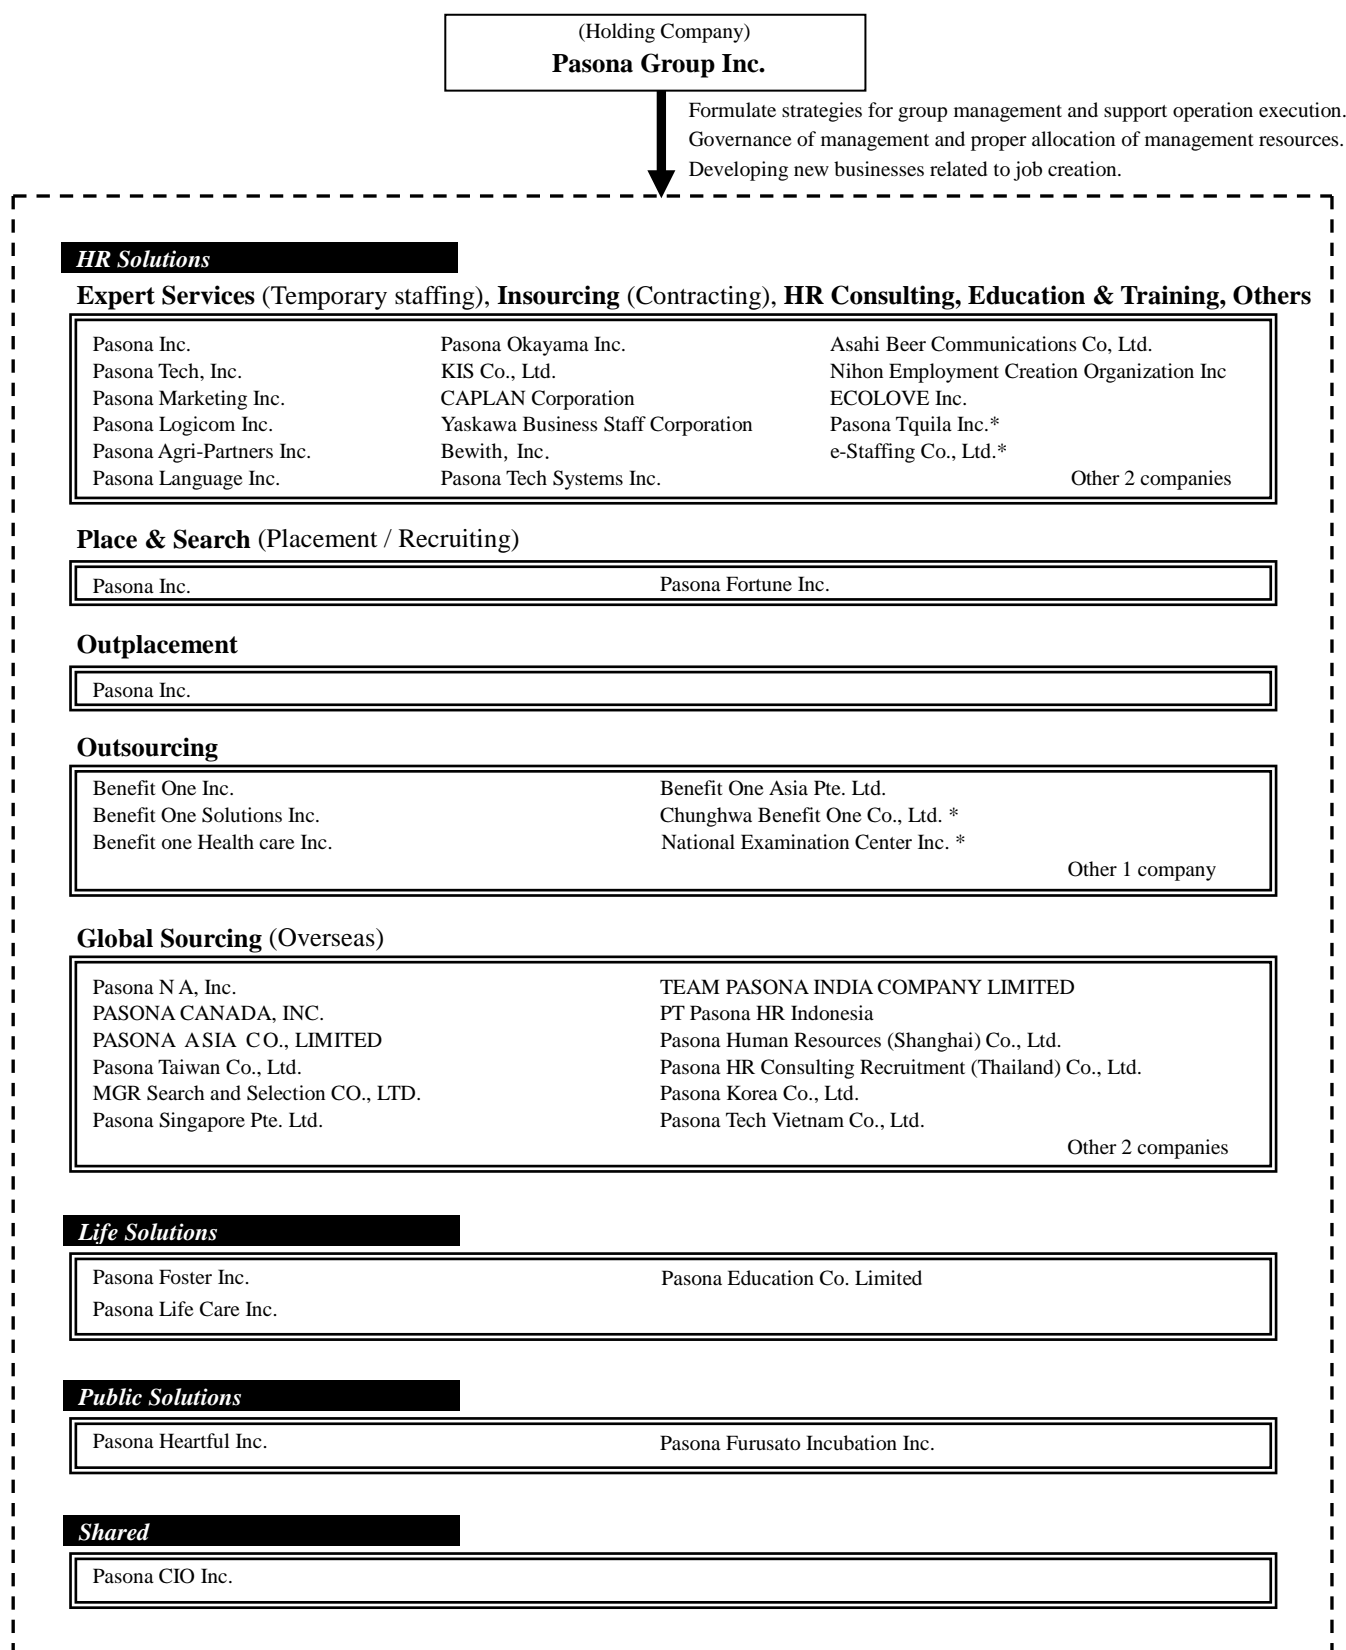 (Holding Company)
Pasona Group Inc.
Formulate strategies for group management and support operation execution.
Governance of management and proper allocation of management resources.
Developing new businesses related to job creation.
HR Solutions
Expert Services (Temporary staffing), Insourcing (Contracting), HR Consulting, Education & Training, Others
Pasona Inc. Pasona Okayama Inc. Asahi Beer Communications Co, Ltd.
Pasona Tech, Inc. KIS Co., Ltd. Nihon Employment Creation Organization Inc
Pasona Marketing Inc. CAPLAN Corporation ECOLOVE Inc.
Pasona Logicom Inc. Yaskawa Business Staff Corporation Pasona Tquila Inc.*
Pasona Agri-Partners Inc. Bewith, Inc. e-Staffing Co., Ltd.*
Pasona Language Inc. Pasona Tech Systems Inc. Other 2 companies
Place & Search (Placement / Recruiting)
Pasona Inc. Pasona Fortune Inc.
Outplacement
Pasona Inc.
Outsourcing
Benefit One Inc. Benefit One Asia Pte. Ltd.
Benefit One Solutions Inc. Chunghwa Benefit One Co., Ltd. *
Benefit one Health care Inc. National Examination Center Inc. *
Other 1 company
Global Sourcing (Overseas)
Pasona N A, Inc. TEAM PASONA INDIA COMPANY LIMITED
PASONA CANADA, INC. PT Pasona HR Indonesia
PASONA ASIA CO., LIMITED Pasona Human Resources (Shanghai) Co., Ltd.
Pasona Taiwan Co., Ltd. Pasona HR Consulting Recruitment (Thailand) Co., Ltd.
MGR Search and Selection CO., LTD. Pasona Korea Co., Ltd.
Pasona Singapore Pte. Ltd. Pasona Tech Vietnam Co., Ltd.
Other 2 companies
Life Solutions
Pasona Foster Inc. Pasona Education Co. Limited
Pasona Life Care Inc.
Public Solutions
Pasona Heartful Inc. Pasona Furusato Incubation Inc.
Shared
Pasona CIO Inc.